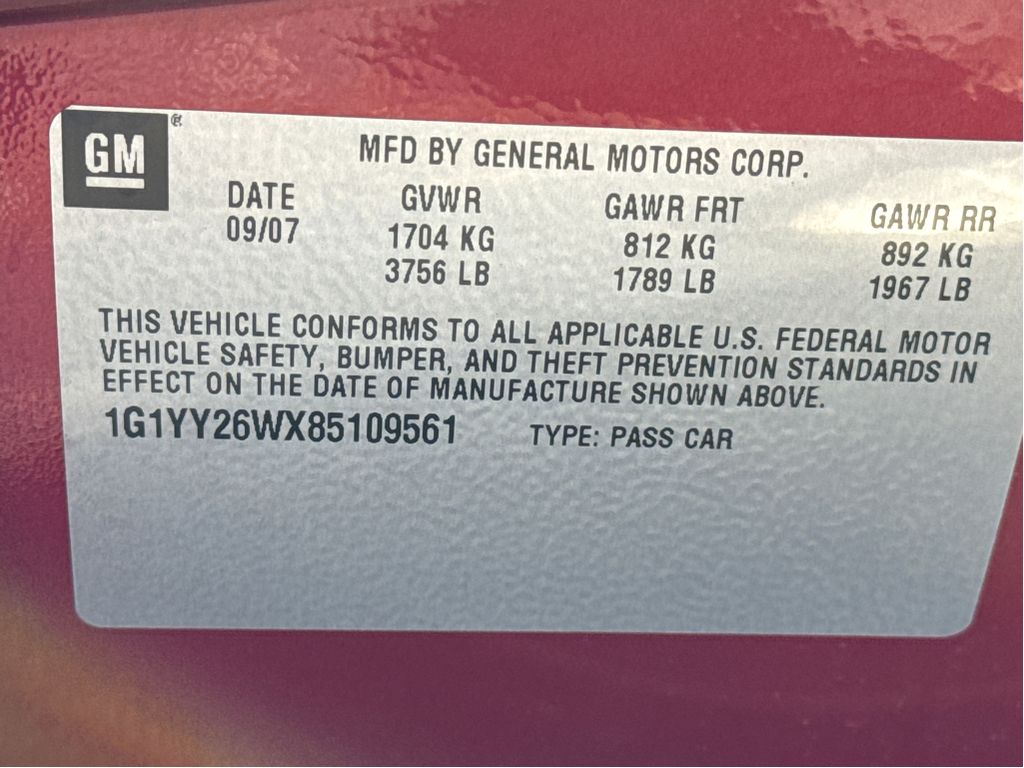 GM ®
MFD BY GENERAL MOTORS CORP.
DATE GVWR GAWR FRT GAWR RR
09/07 1704 KG 812 KG 892 KG
3756 LB 1789 LB 1967 LB
THIS VEHICLE CONFORMS TO ALL APPLICABLE U.S. FEDERAL MOTOR
VEHICLE SAFETY, BUMPER, AND THEFT PREVENTION STANDARDS IN
EFFECT ON THE DATE OF MANUFACTURE SHOWN ABOVE.
1G1YY26WX85109561 TYPE: PASS CAR